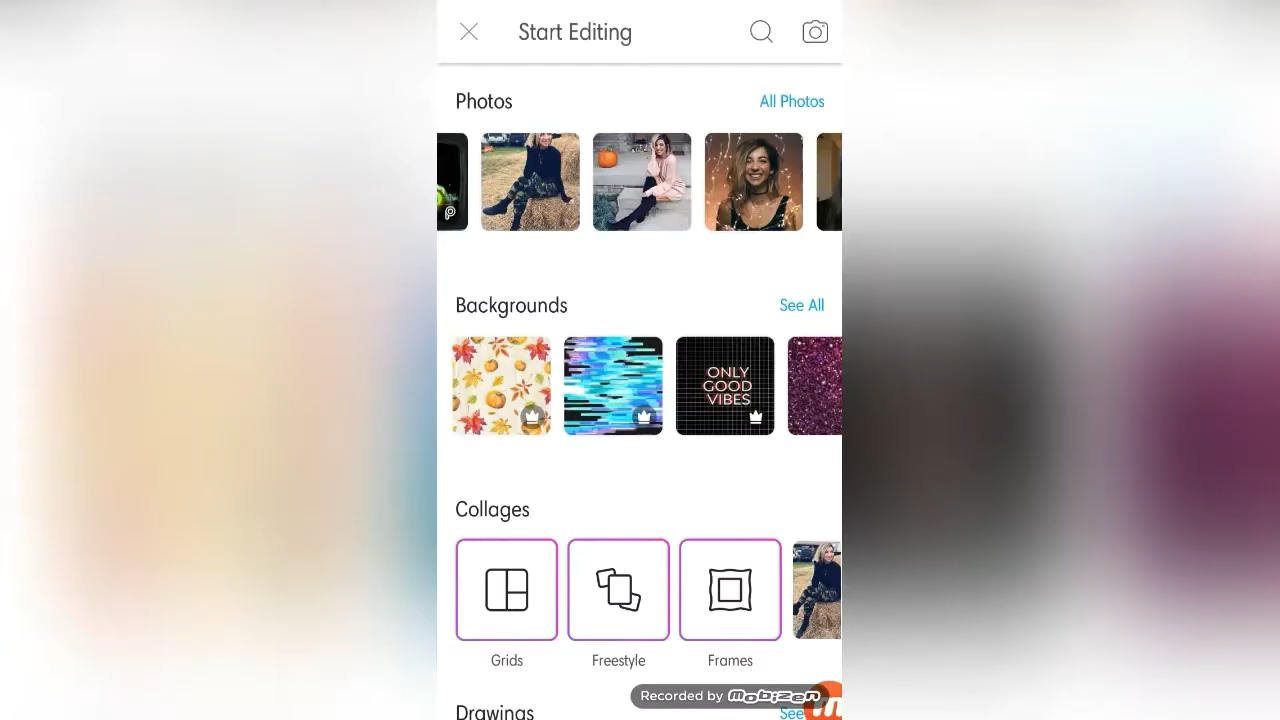 Start Editing
Photos
All Photos
Backgrounds
See All
ONLY
GOOD
VIBES
Collages
Grids
Freestyle
Frames
Recorded by MOBIZEN
Drawings
See